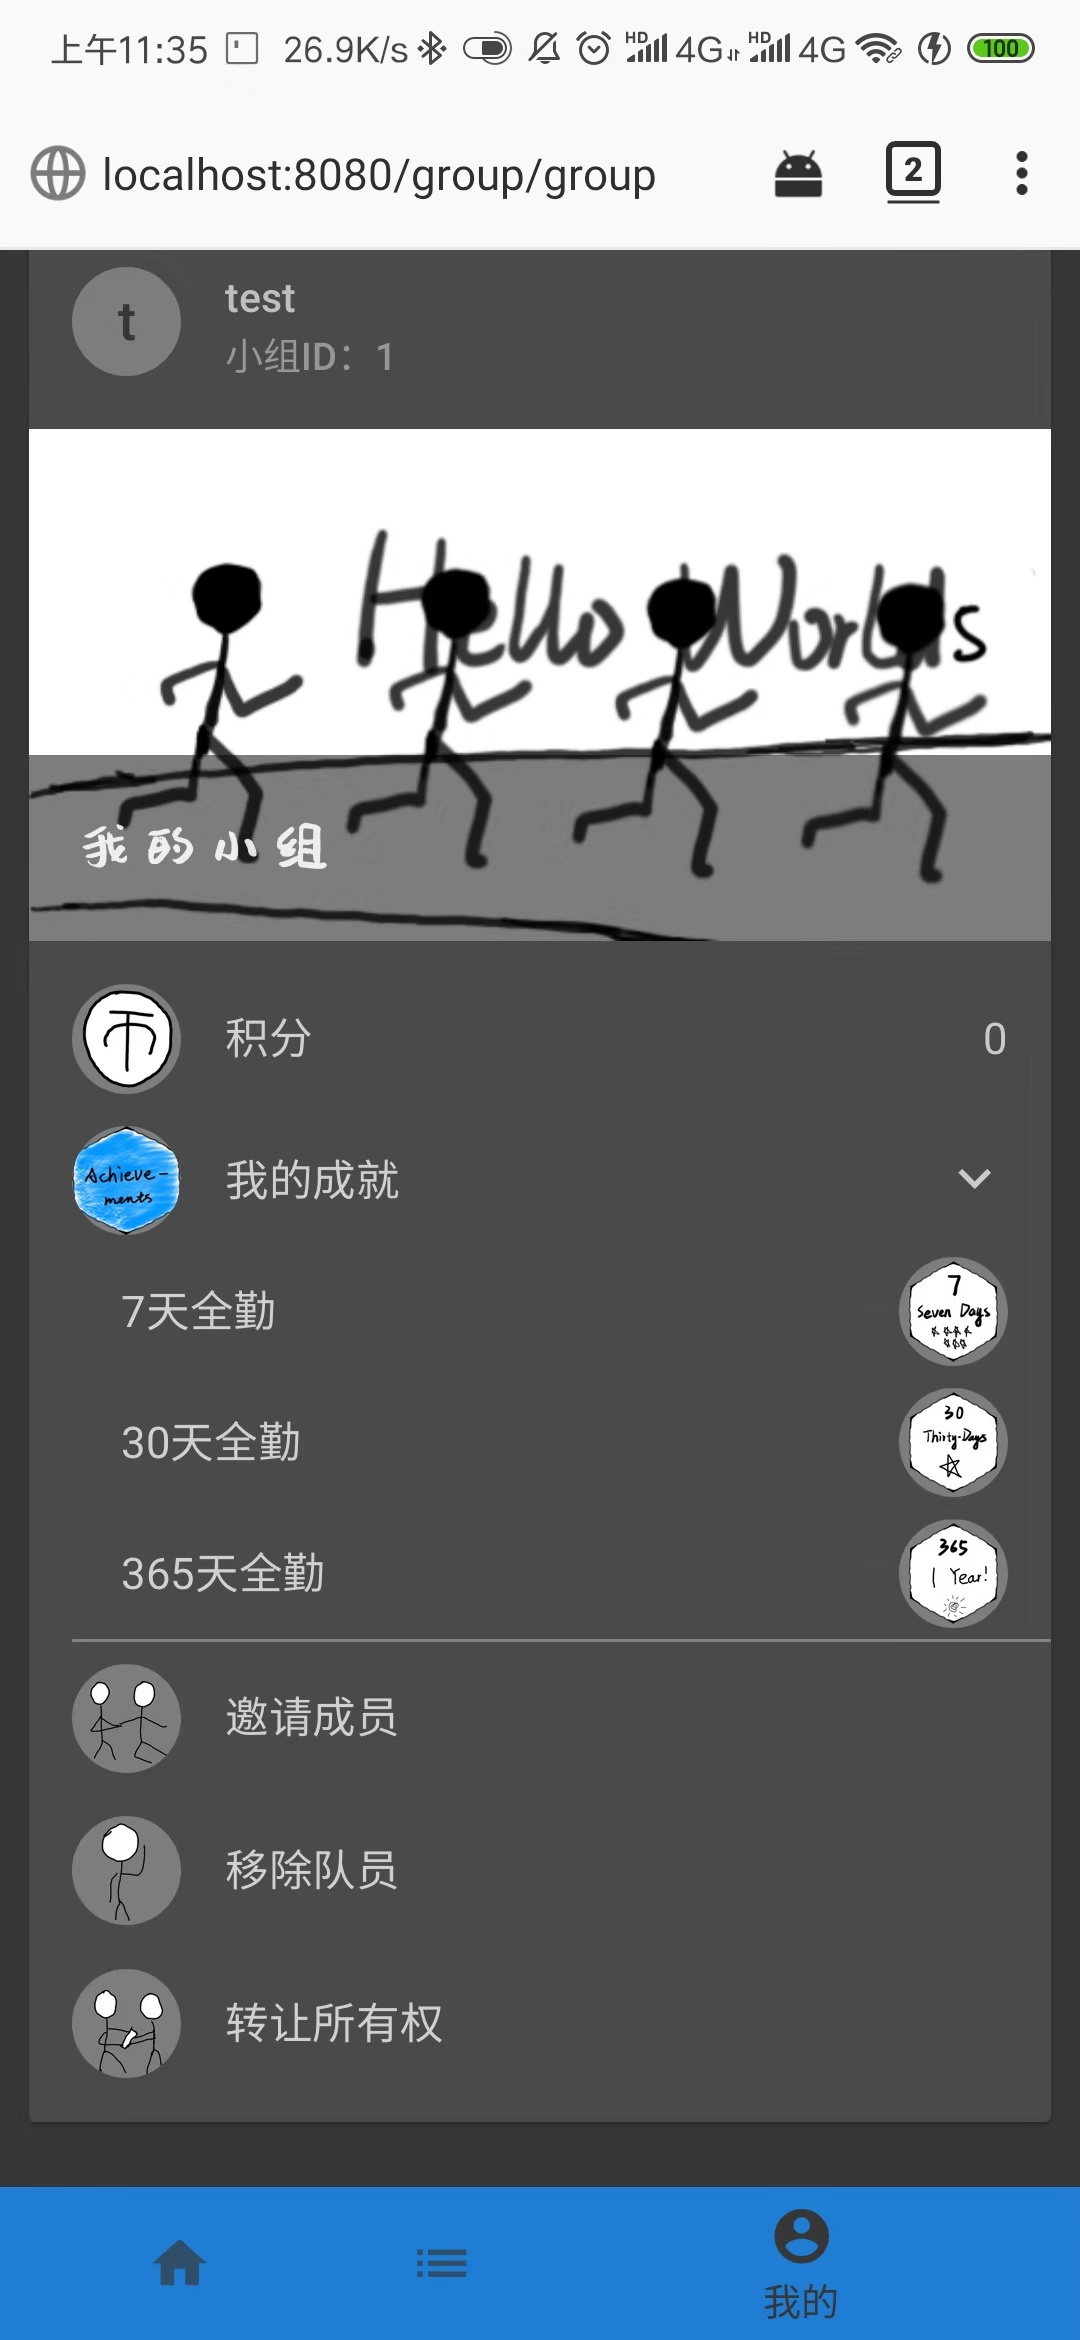 上午11:35 26.9K/s HD 4G HD 4G 100
localhost:8080/group/group 2
t
test
小组ID：1
Hello Worlds
我的小组
积分 0
Achieve-
ments
我的成就
7天全勤
7
Seven Days
30天全勤
30
Thirty-Days
365天全勤
365
1 Year!
邀请成员
移除队员
转让所有权
我的